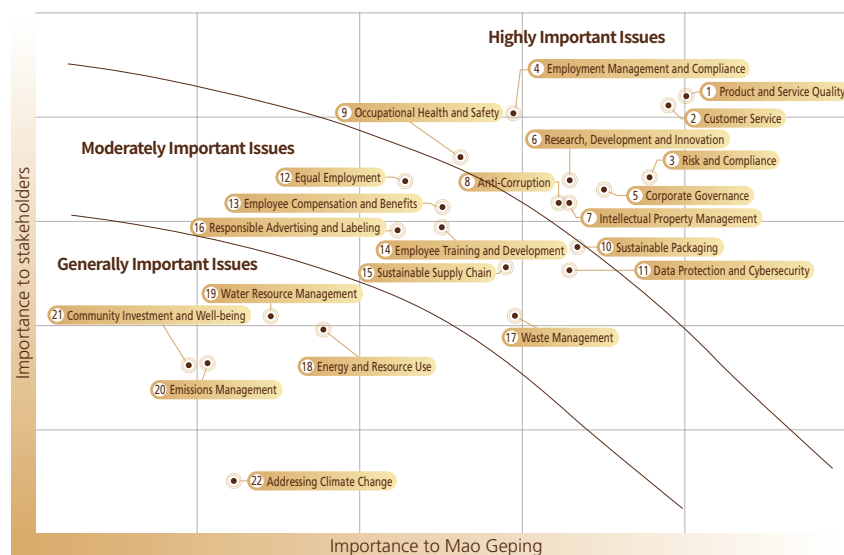 Highly Important Issues
4 Employment Management and Compliance
1 Product and Service Quality
9 Occupational Health and Safety
2 Customer Service
6 Research, Development and Innovation
Moderately Important Issues
3 Risk and Compliance
12 Equal Employment
8 Anti-Corruption
5 Corporate Governance
13 Employee Compensation and Benefits
7 Intellectual Property Management
16 Responsible Advertising and Labeling
14 Employee Training and Development
10 Sustainable Packaging
Generally Important Issues
15 Sustainable Supply Chain
11 Data Protection and Cybersecurity
19 Water Resource Management
21 Community Investment and Well-being
17 Waste Management
18 Energy and Resource Use
20 Emissions Management
22 Addressing Climate Change
Importance to stakeholders
Importance to Mao Geping